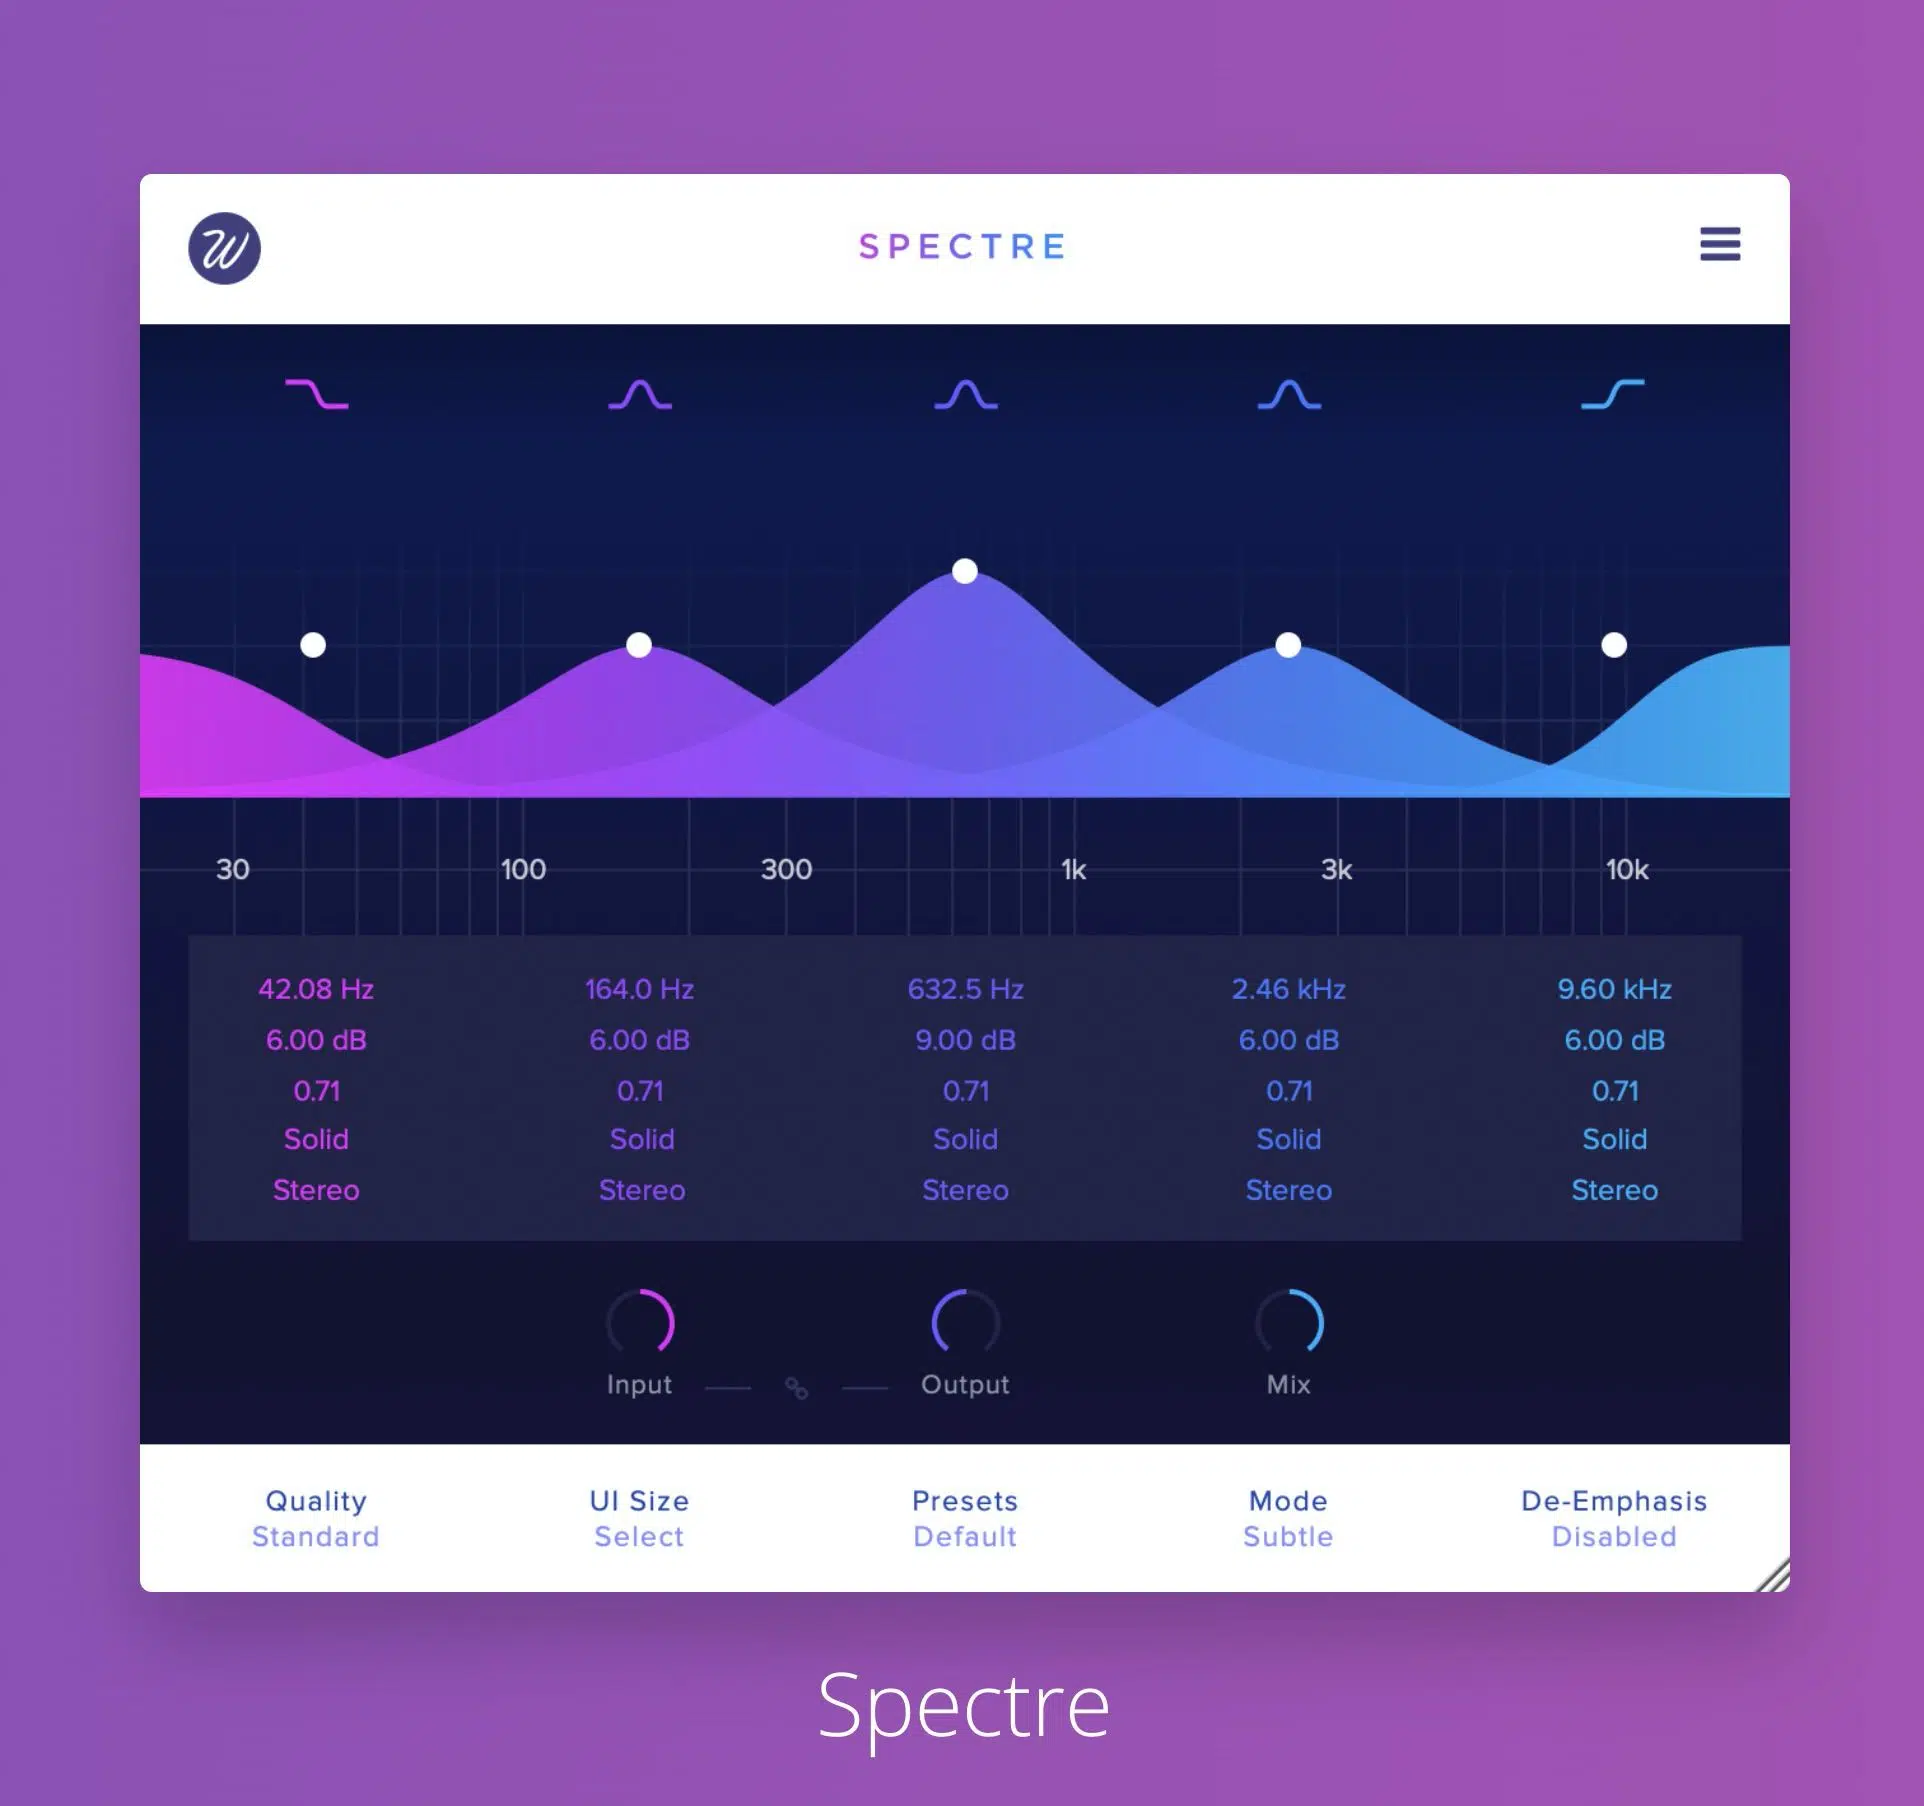 W
SPECTRE
30 100 300 1k 3k 10k
42.08 Hz 164.0 Hz 632.5 Hz 2.46 kHz 9.60 kHz
6.00 dB 6.00 dB 9.00 dB 6.00 dB 6.00 dB
0.71 0.71 0.71 0.71 0.71
Solid Solid Solid Solid Solid
Stereo Stereo Stereo Stereo Stereo
Input Output Mix
Quality UI Size Presets Mode De-Emphasis
Standard Select Default Subtle Disabled
Spectre